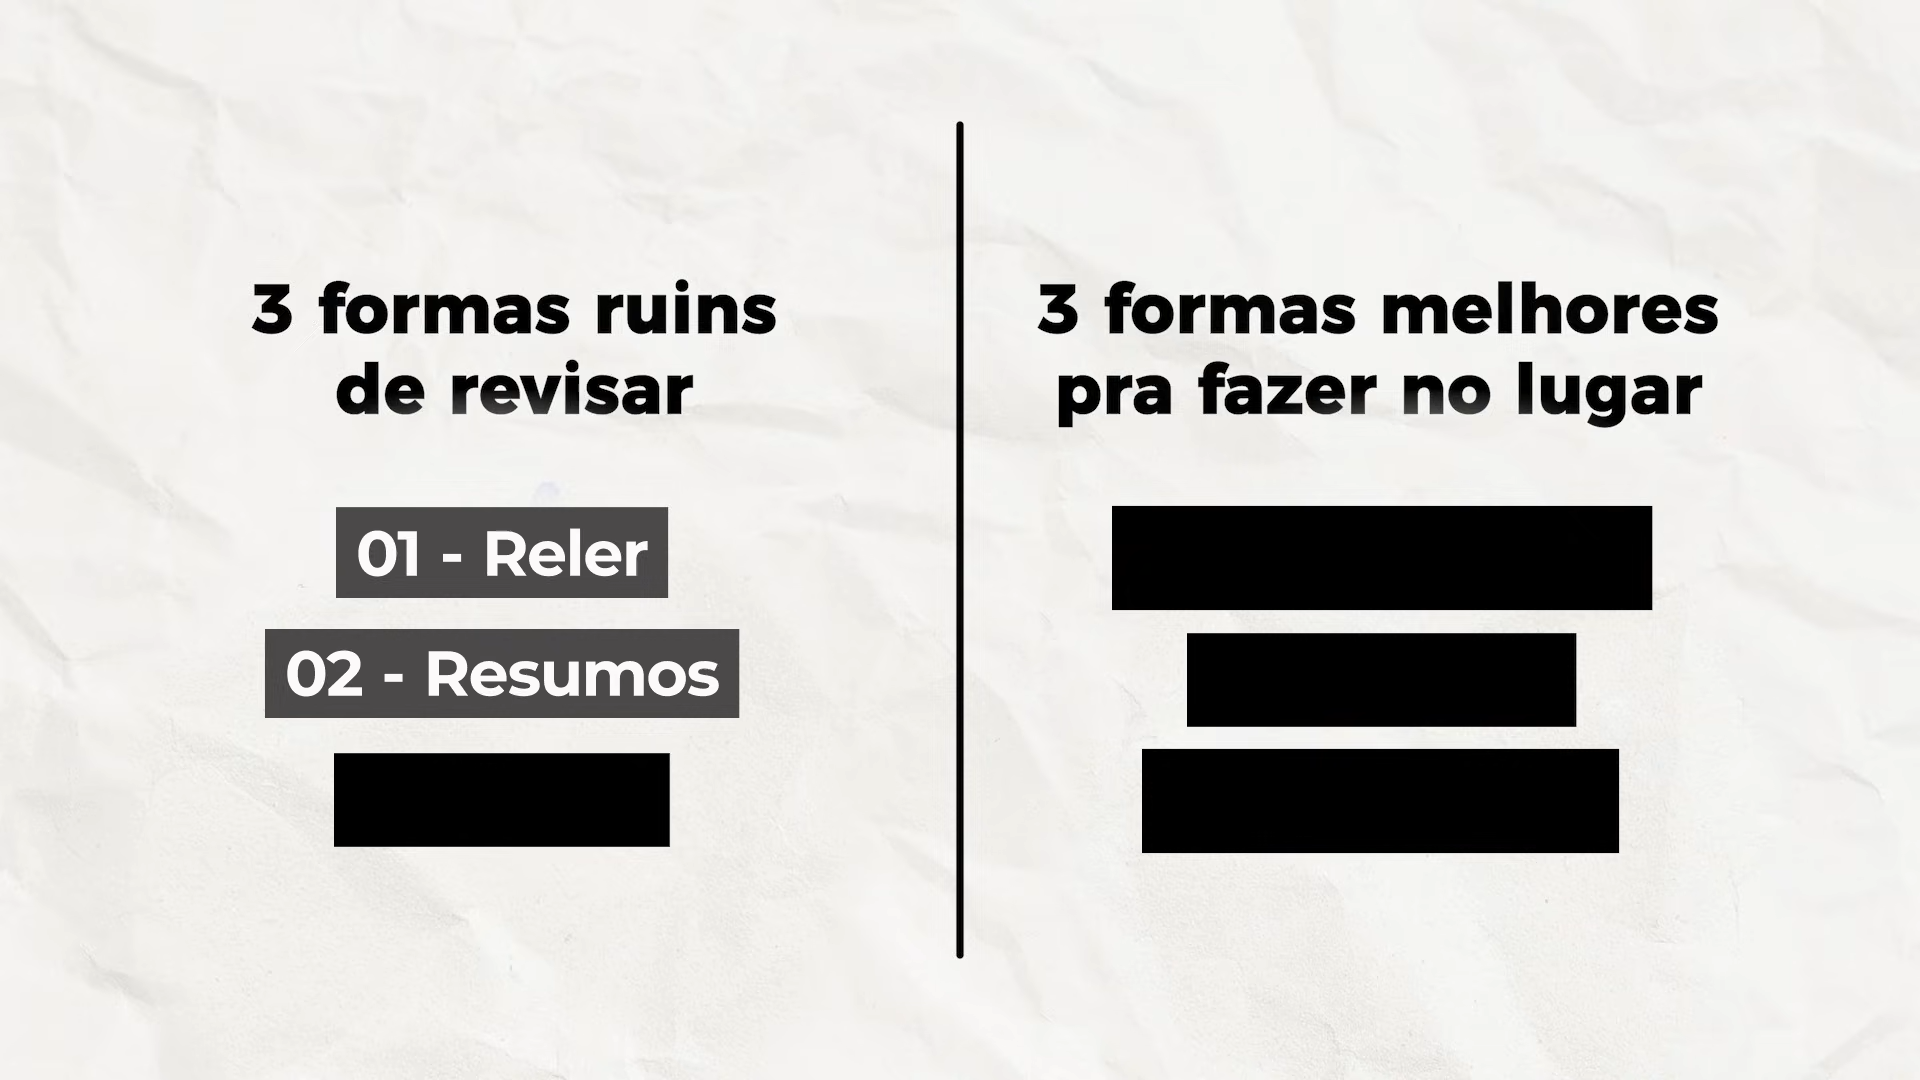 3 formas ruins
de revisar
01 - Reler
02 - Resumos
3 formas melhores
pra fazer no lugar